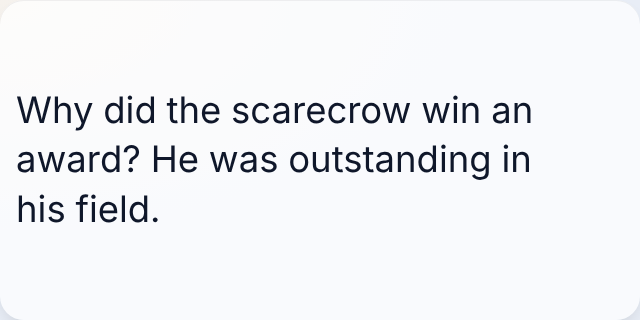 Why did the scarecrow win an
award? He was outstanding in
his field.